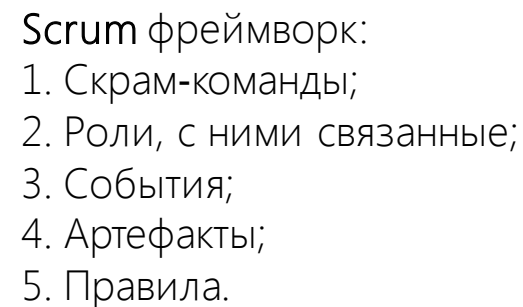 Scrum фреймворк:
1. Скрам-команды;
2. Роли, с ними связанные;
3. События;
4. Артефакты;
5. Правила.